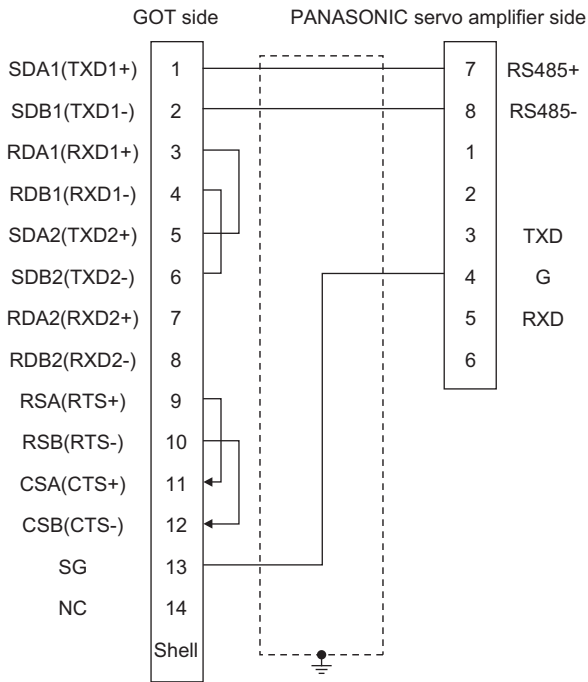 GOT side PANASONIC servo amplifier side
SDA1(TXD1+) 1 7 RS485+
SDB1(TXD1-) 2 8 RS485-
RDA1(RXD1+) 3 1
RDB1(RXD1-) 4 2
SDA2(TXD2+) 5 3 TXD
SDB2(TXD2-) 6 4 G
RDA2(RXD2+) 7 5 RXD
RDB2(RXD2-) 8 6
RSA(RTS+) 9
RSB(RTS-) 10
CSA(CTS+) 11
CSB(CTS-) 12
SG 13
NC 14
Shell